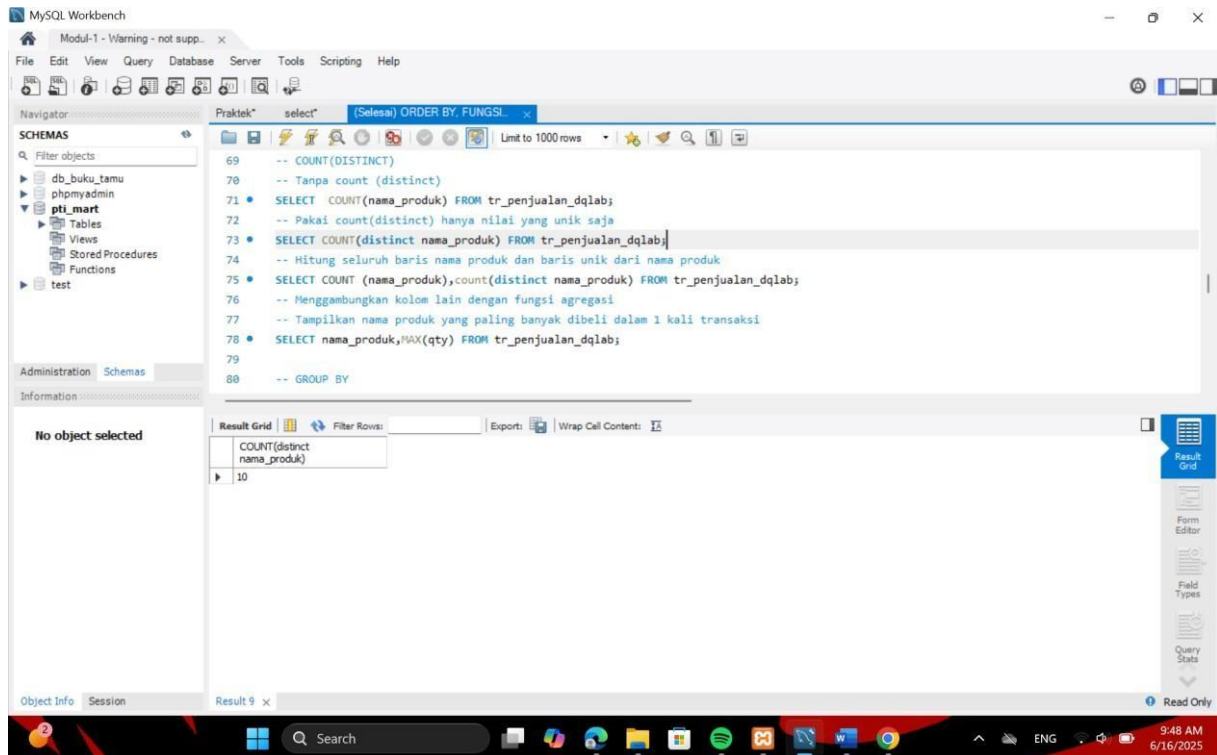 MySQL Workbench
Modul-1 - Warning - not supp...
File Edit View Query Database Server Tools Scripting Help
Navigator
Praktek* select* (Selesai) ORDER BY, FUNGSI...
SCHEMAS
Limit to 1000 rows
Filter objects
db_buku_tamu
phpmyadmin
pti_mart
Tables
Views
Stored Procedures
Functions
test
69 -- COUNT(DISTINCT)
70 -- Tanpa count (distinct)
71 SELECT COUNT(nama_produk) FROM tr_penjualan_dqlab;
72 -- Pakai count(distinct) hanya nilai yang unik saja
73 SELECT COUNT(distinct nama_produk) FROM tr_penjualan_dqlab;
74 -- Hitung seluruh baris nama produk dan baris unik dari nama produk
75 SELECT COUNT (nama_produk),count(distinct nama_produk) FROM tr_penjualan_dqlab;
76 -- Menggambungkan kolom lain dengan fungsi agregasi
77 -- Tampilkan nama produk yang paling banyak dibeli dalam 1 kali transaksi
78 SELECT nama_produk,MAX(qty) FROM tr_penjualan_dqlab;
79
80 -- GROUP BY
Administration Schemas
Information
No object selected
Result Grid Filter Rows: Export: Wrap Cell Content:
COUNT(distinct
nama_produk)
10
Result
Grid
Form
Editor
Field
Types
Query
Stats
Object Info Session
Result 9
Read Only
2
Search
ENG
9:48 AM
6/16/2025